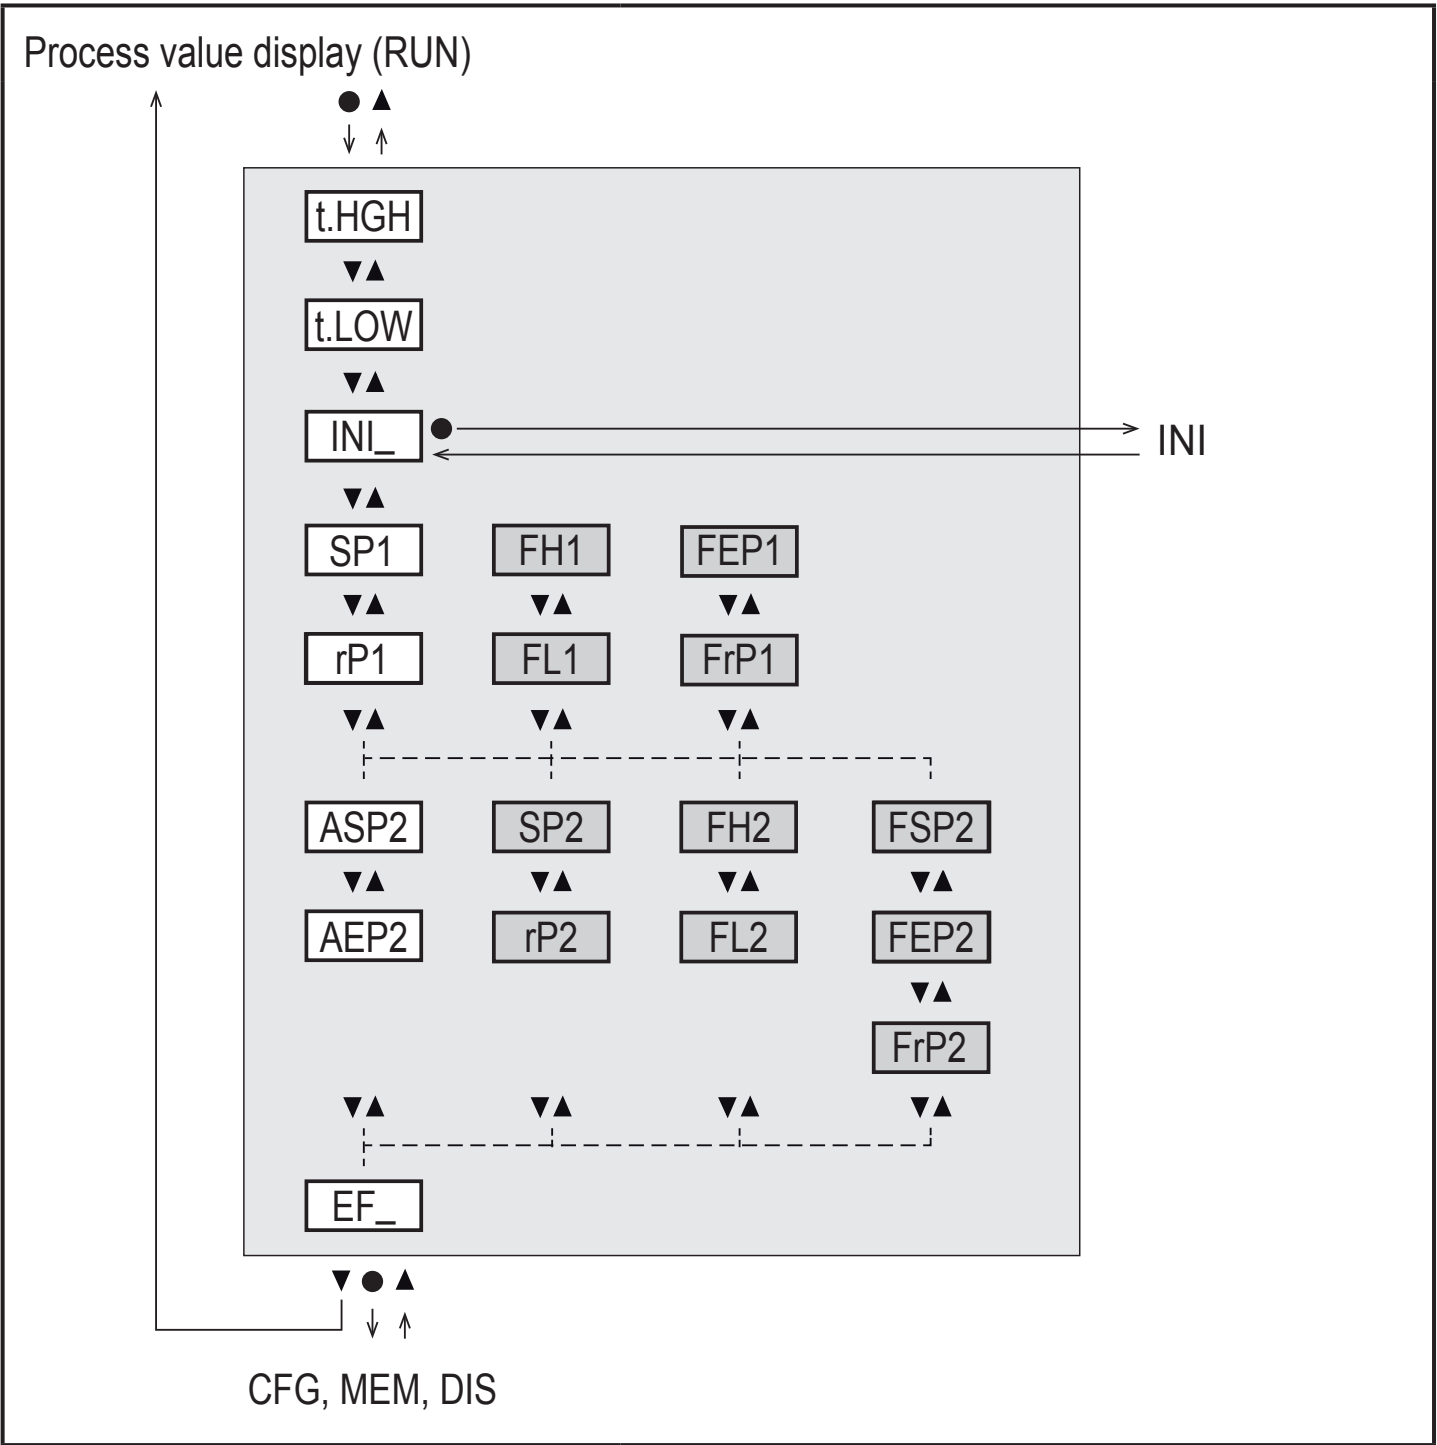 Process value display (RUN)
t.HGH
t.LOW
INI_ INI
SP1 FH1 FEP1
rP1 FL1 FrP1
ASP2 SP2 FH2 FSP2
AEP2 rP2 FL2 FEP2
FrP2
EF_
CFG, MEM, DIS